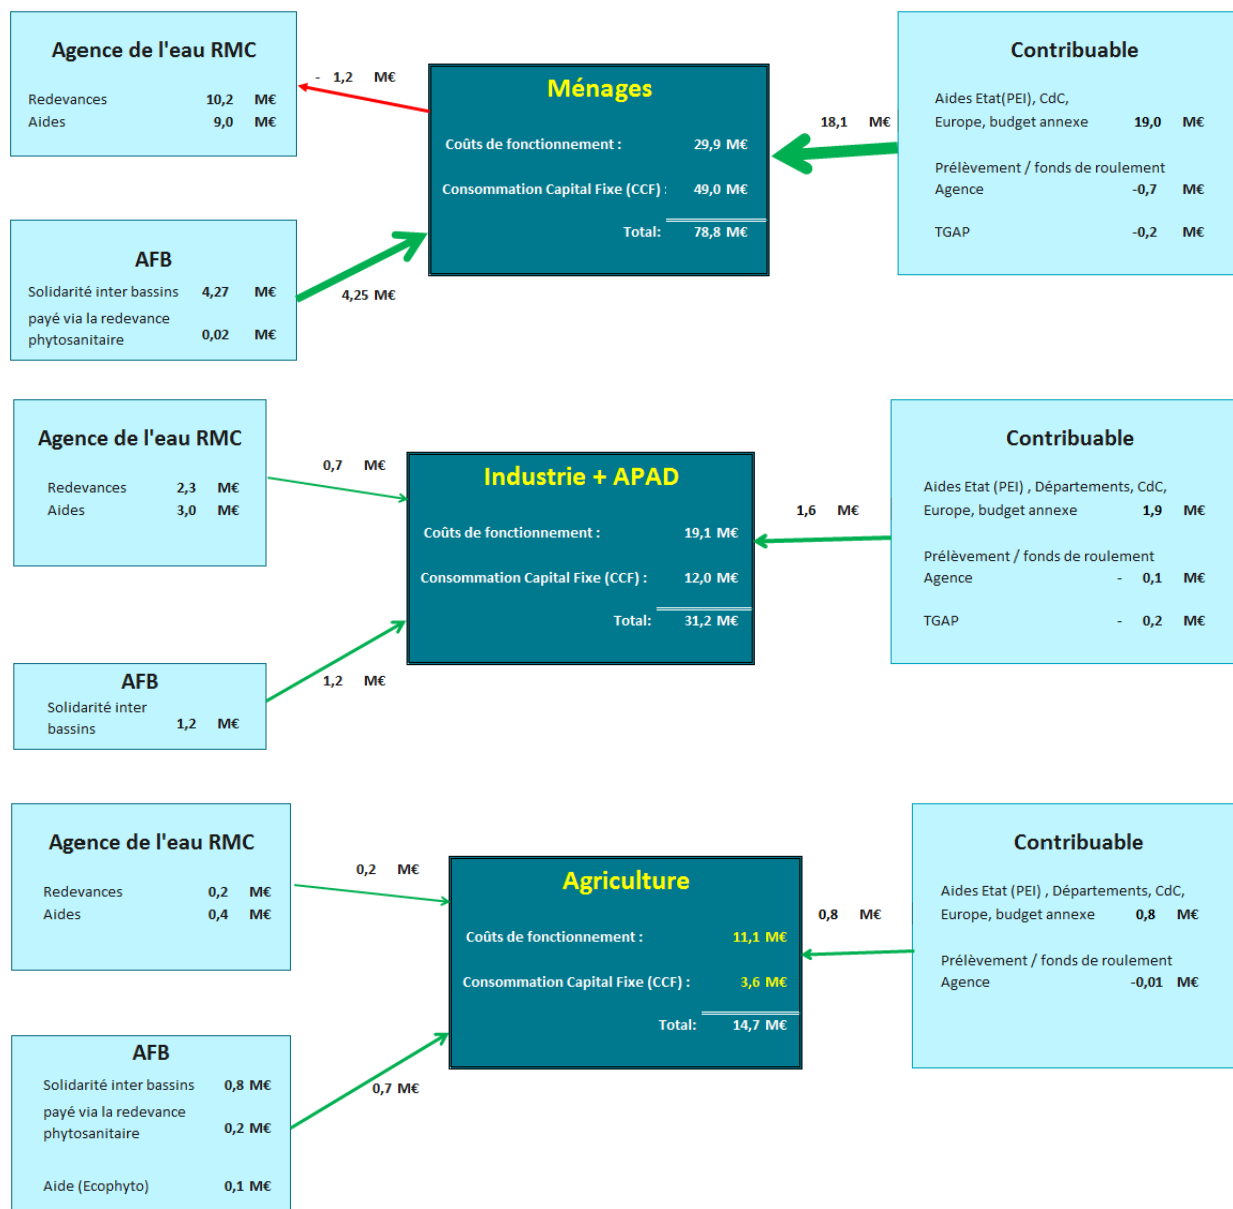 Agence de l'eau RMC
Redevances 10,2 M€
Aides 9,0 M€
- 1,2 M€
AFB
Solidarité inter bassins 4,27 M€
payé via la redevance
phytosanitaire 0,02 M€
4,25 M€
Ménages
Coûts de fonctionnement : 29,9 M€
Consommation Capital Fixe (CCF) : 49,0 M€
Total: 78,8 M€
18,1 M€
Contribuable
Aides Etat(PEI), CdC,
Europe, budget annexe 19,0 M€
Prélèvement / fonds de roulement
Agence -0,7 M€
TGAP -0,2 M€
Agence de l'eau RMC
Redevances 2,3 M€
Aides 3,0 M€
0,7 M€
AFB
Solidarité inter
bassins 1,2 M€
1,2 M€
Industrie + APAD
Coûts de fonctionnement : 19,1 M€
Consommation Capital Fixe (CCF) : 12,0 M€
Total: 31,2 M€
1,6 M€
Contribuable
Aides Etat (PEI) , Départements, CdC,
Europe, budget annexe 1,9 M€
Prélèvement / fonds de roulement
Agence - 0,1 M€
TGAP - 0,2 M€
Agence de l'eau RMC
Redevances 0,2 M€
Aides 0,4 M€
0,2 M€
AFB
Solidarité inter bassins 0,8 M€
payé via la redevance
phytosanitaire 0,2 M€
Aide (Ecophyto) 0,1 M€
0,7 M€
Agriculture
Coûts de fonctionnement : 11,1 M€
Consommation Capital Fixe (CCF) : 3,6 M€
Total: 14,7 M€
0,8 M€
Contribuable
Aides Etat (PEI) , Départements, CdC,
Europe, budget annexe 0,8 M€
Prélèvement / fonds de roulement
Agence -0,01 M€